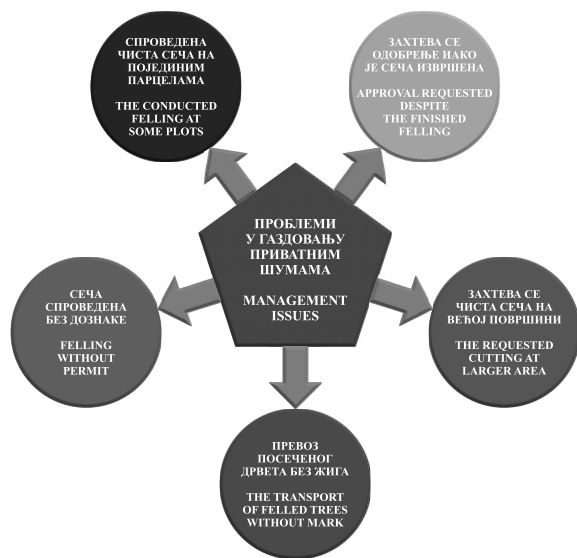 СПРОВЕДЕНА
ЧИСТА СЕЧА НА
ПОЈЕДИНИМ
ПАРЦЕЛАМА
THE CONDUCTED
FELLING AT
SOME PLOTS
ЗАХТЕВА СЕ
ОДОБРЕЊЕ ИАКО
ЈЕ СЕЧА ИЗВРШЕНА
APPROVAL REQUESTED
DESPITE
THE FINISHED
FELLING
ПРОБЛЕМИ
У ГАЗДОВАЊУ
ПРИВАТНИМ
ШУМАМА
MANAGEMENT
ISSUES
СЕЧА
СПРОВЕДЕНА
БЕЗ ДОЗНАКЕ
FELLING
WITHOUT
PERMIT
ЗАХТЕВА СЕ
ЧИСТА СЕЧА НА
ВЕЋОЈ ПОВРШИНИ
THE REQUESTED
CUTTING AT
LARGER AREA
ПРЕВОЗ
ПОСЕЧЕНОГ
ДРВЕТА БЕЗ ЖИГА
THE TRANSPORT
OF FELLED TREES
WITHOUT MARK